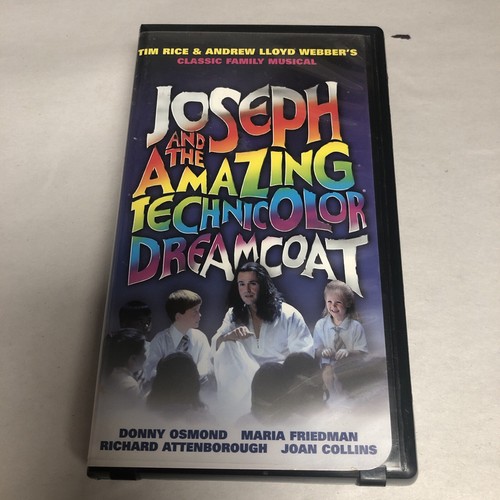 TIM RICE & ANDREW LLOYD WEBBER'S
CLASSIC FAMILY MUSICAL
JOSEPH
AND THE
AMAZING
TECHNICOLOR
DREAMCOAT
DONNY OSMOND MARIA FRIEDMAN
RICHARD ATTENBOROUGH JOAN COLLINS